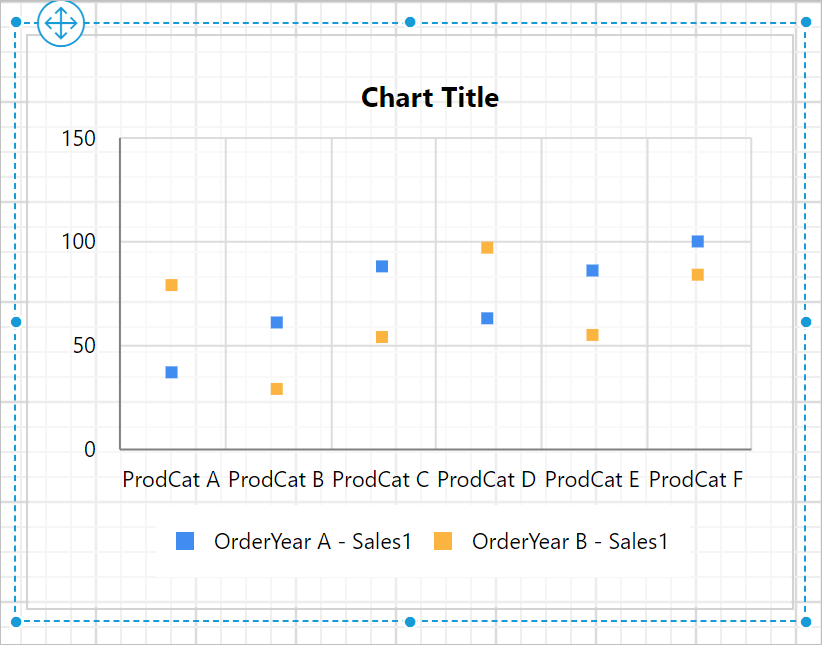 Chart Title
150
100
50
0
ProdCat A ProdCat B ProdCat C ProdCat D ProdCat E ProdCat F
OrderYear A - Sales1 OrderYear B - Sales1